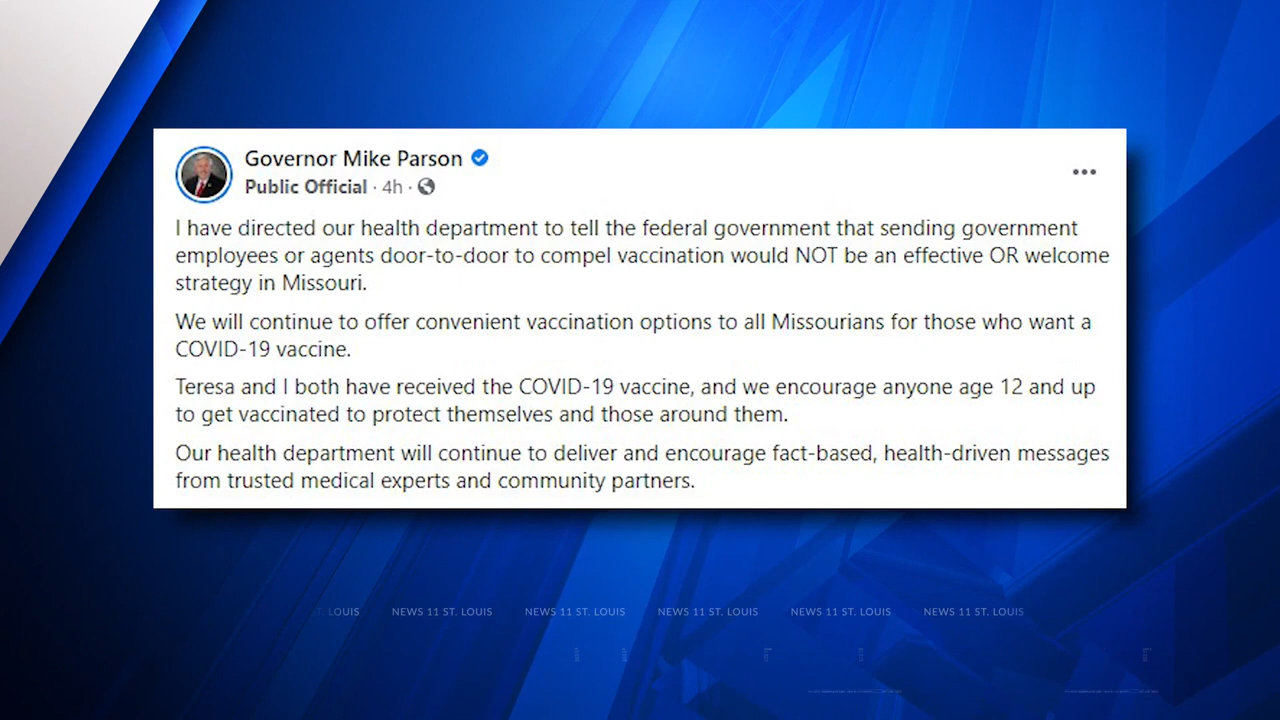 Governor Mike Parson
Public Official · 4h ·
I have directed our health department to tell the federal government that sending government
employees or agents door-to-door to compel vaccination would NOT be an effective OR welcome
strategy in Missouri.
We will continue to offer convenient vaccination options to all Missourians for those who want a
COVID-19 vaccine.
Teresa and I both have received the COVID-19 vaccine, and we encourage anyone age 12 and up
to get vaccinated to protect themselves and those around them.
Our health department will continue to deliver and encourage fact-based, health-driven messages
from trusted medical experts and community partners.
T. LOUIS NEWS 11 ST. LOUIS NEWS 11 ST. LOUIS NEWS 11 ST. LOUIS NEWS 11 ST. LOUIS NEWS 11 ST. LOUIS